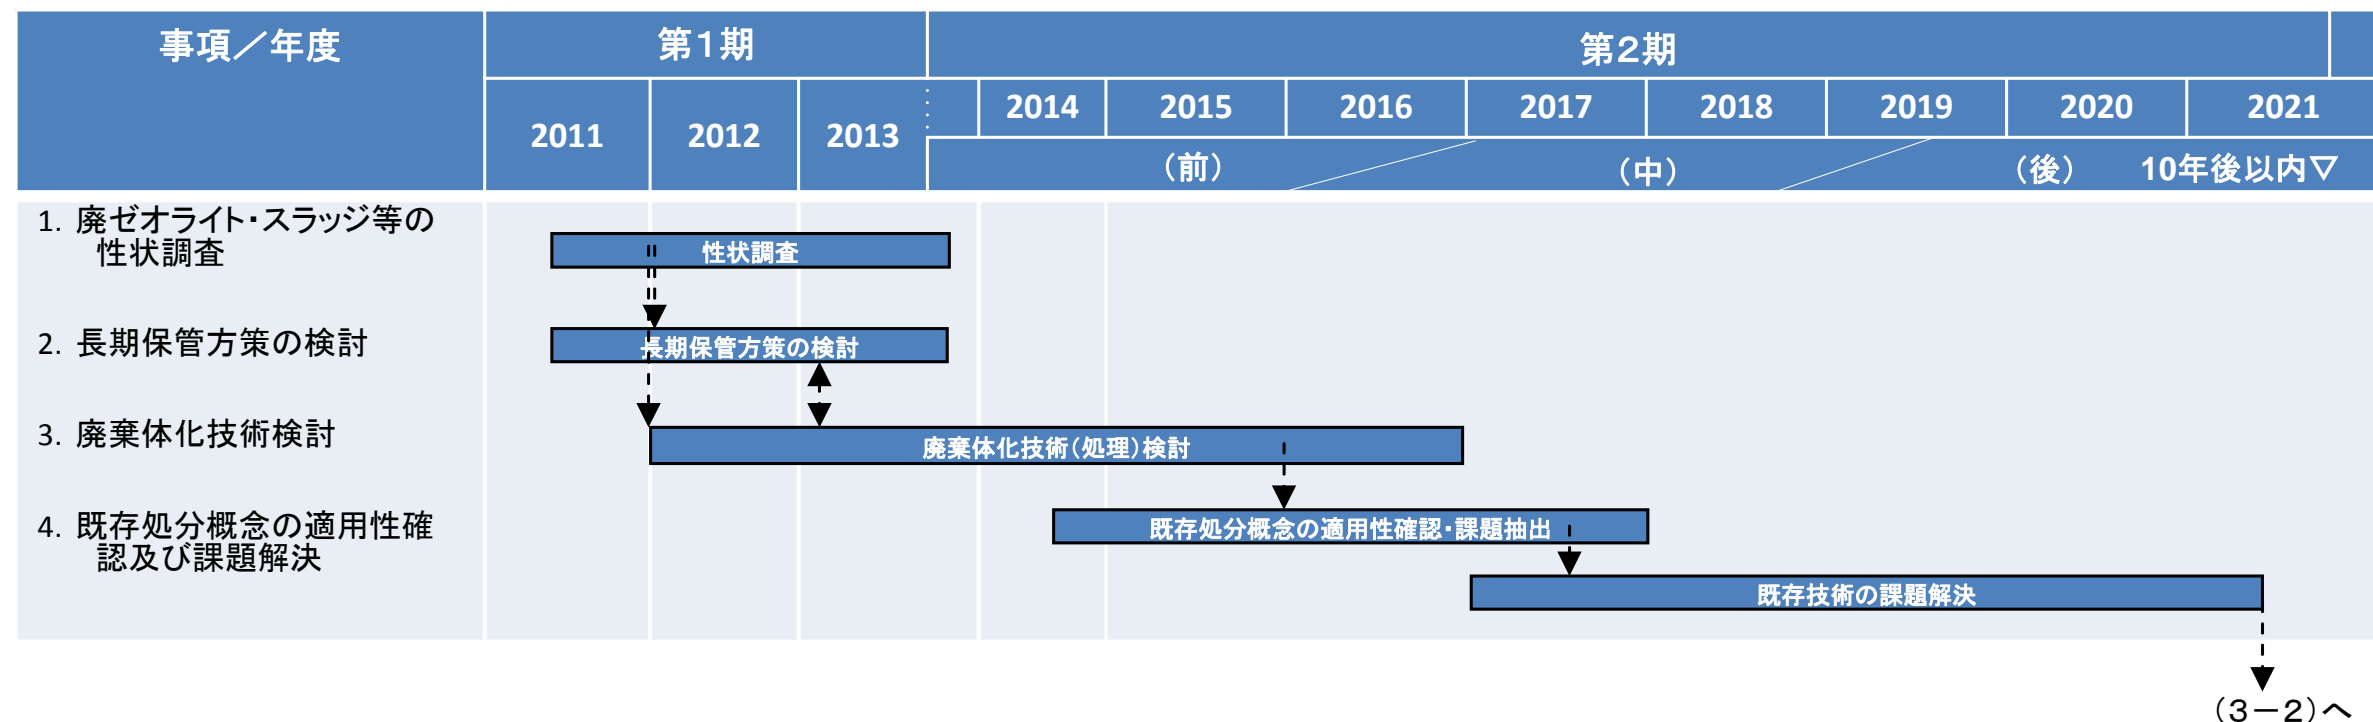 事項／年度
第１期
第２期
2011
2012
2013
2014
2015
2016
2017
2018
2019
2020
2021
（前）
（中）
（後）
10年後以内▽
1. 廃ゼオライト・スラッジ等の
性状調査
性状調査
2. 長期保管方策の検討
長期保管方策の検討
3. 廃棄体化技術検討
廃棄体化技術（処理）検討
4. 既存処分概念の適用性確
認及び課題解決
既存処分概念の適用性確認・課題抽出
既存技術の課題解決
（３－２）へ